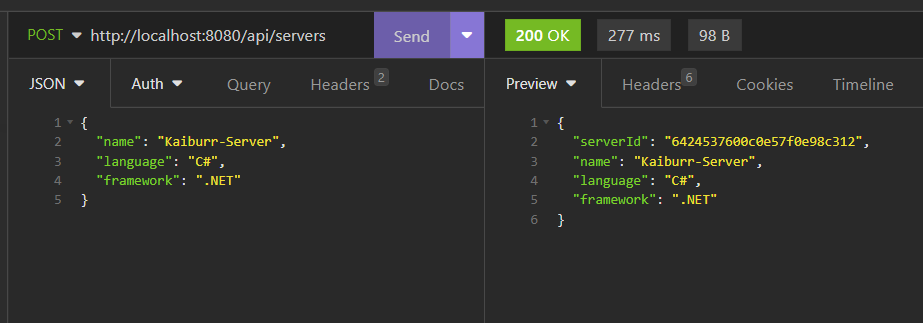 POST http://localhost:8080/api/servers Send
JSON Auth Query Headers 2 Docs
1 {
2 "name": "Kaiburr-Server",
3 "language": "C#",
4 "framework": ".NET"
5 }
200 OK 277 ms 98 B
Preview Headers 6 Cookies Timeline
1 {
2 "serverId": "6424537600c0e57f0e98c312",
3 "name": "Kaiburr-Server",
4 "language": "C#",
5 "framework": ".NET"
6 }